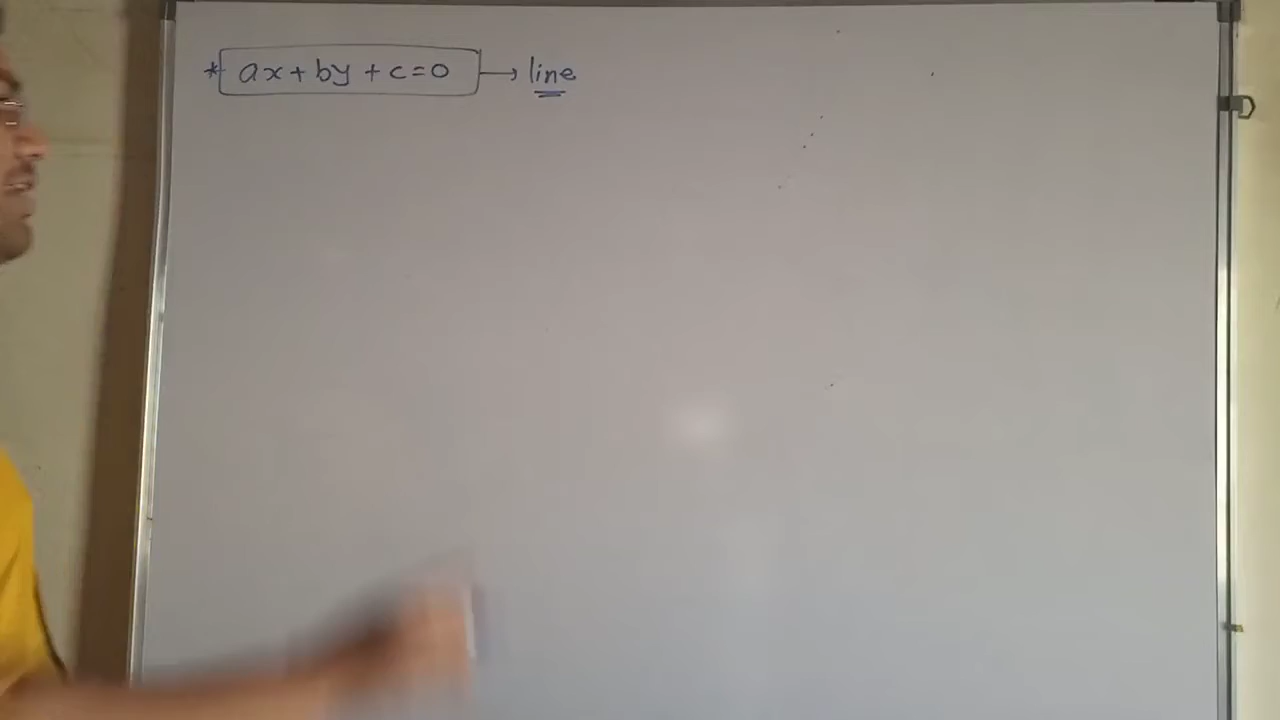 * ax+by+c=0 → line